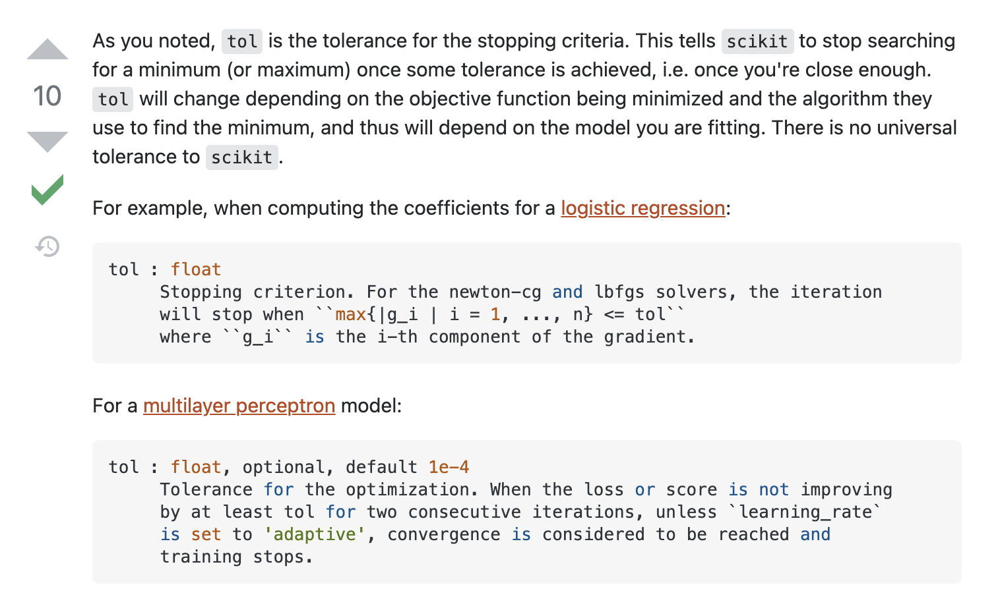 As you noted, tol is the tolerance for the stopping criteria. This tells scikit to stop searching
for a minimum (or maximum) once some tolerance is achieved, i.e. once you're close enough.
10
tol will change depending on the objective function being minimized and the algorithm they
use to find the minimum, and thus will depend on the model you are fitting. There is no universal
tolerance to scikit.
For example, when computing the coefficients for a logistic regression:
tol : float
Stopping criterion. For the newton-cg and lbfgs solvers, the iteration
will stop when ``max{|g_i | i = 1, ..., n} <= tol``
where ``g_i`` is the i-th component of the gradient.
For a multilayer perceptron model:
tol : float, optional, default 1e-4
Tolerance for the optimization. When the loss or score is not improving
by at least tol for two consecutive iterations, unless `learning_rate`
is set to 'adaptive', convergence is considered to be reached and
training stops.